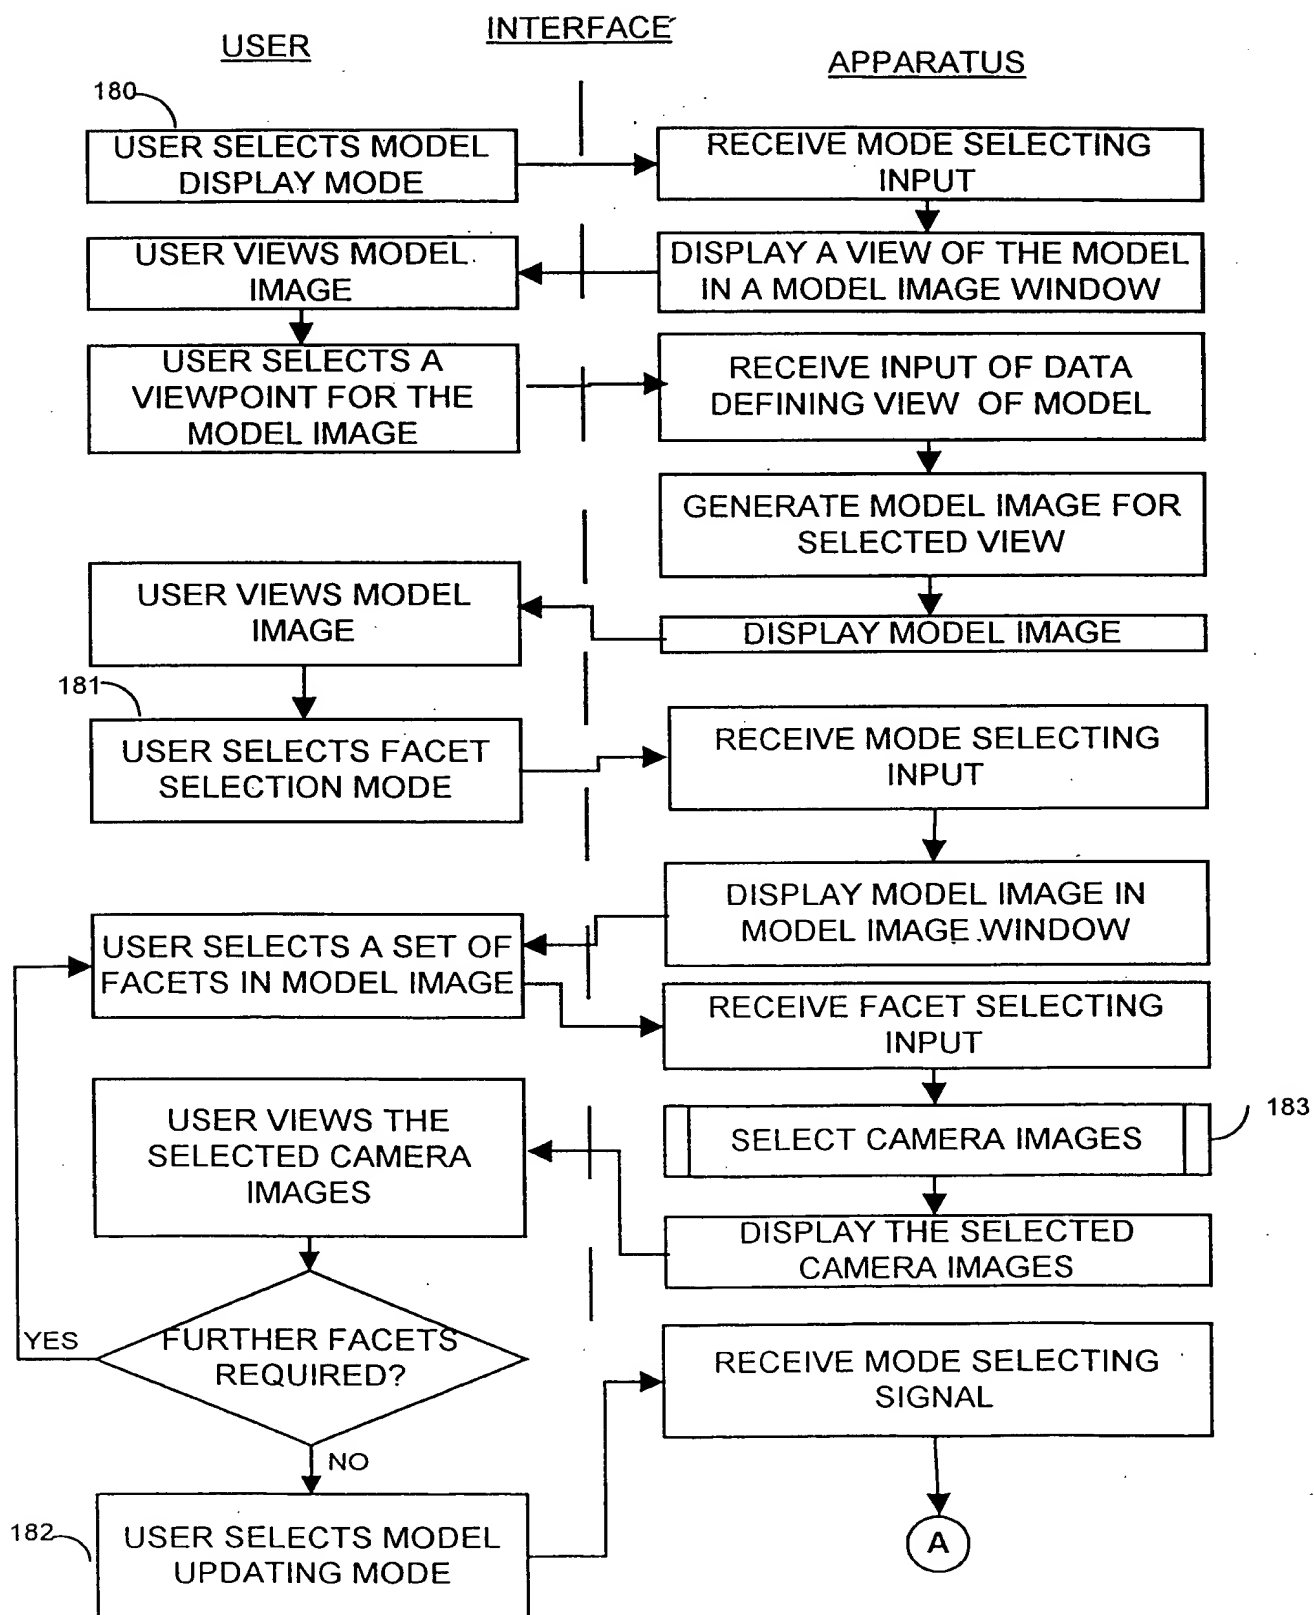 USER
INTERFACE
APPARATUS
180
USER SELECTS MODEL
DISPLAY MODE
RECEIVE MODE SELECTING
INPUT
USER VIEWS MODEL
IMAGE
DISPLAY A VIEW OF THE MODEL
IN A MODEL IMAGE WINDOW
USER SELECTS A
VIEWPOINT FOR THE
MODEL IMAGE
RECEIVE INPUT OF DATA
DEFINING VIEW OF MODEL
GENERATE MODEL IMAGE FOR
SELECTED VIEW
USER VIEWS MODEL
IMAGE
DISPLAY MODEL IMAGE
181
USER SELECTS FACET
SELECTION MODE
RECEIVE MODE SELECTING
INPUT
DISPLAY MODEL IMAGE IN
MODEL IMAGE WINDOW
USER SELECTS A SET OF
FACETS IN MODEL IMAGE
RECEIVE FACET SELECTING
INPUT
183
SELECT CAMERA IMAGES
USER VIEWS THE
SELECTED CAMERA
IMAGES
DISPLAY THE SELECTED
CAMERA IMAGES
YES
FURTHER FACETS
REQUIRED?
NO
RECEIVE MODE SELECTING
SIGNAL
182
USER SELECTS MODEL
UPDATING MODE
A